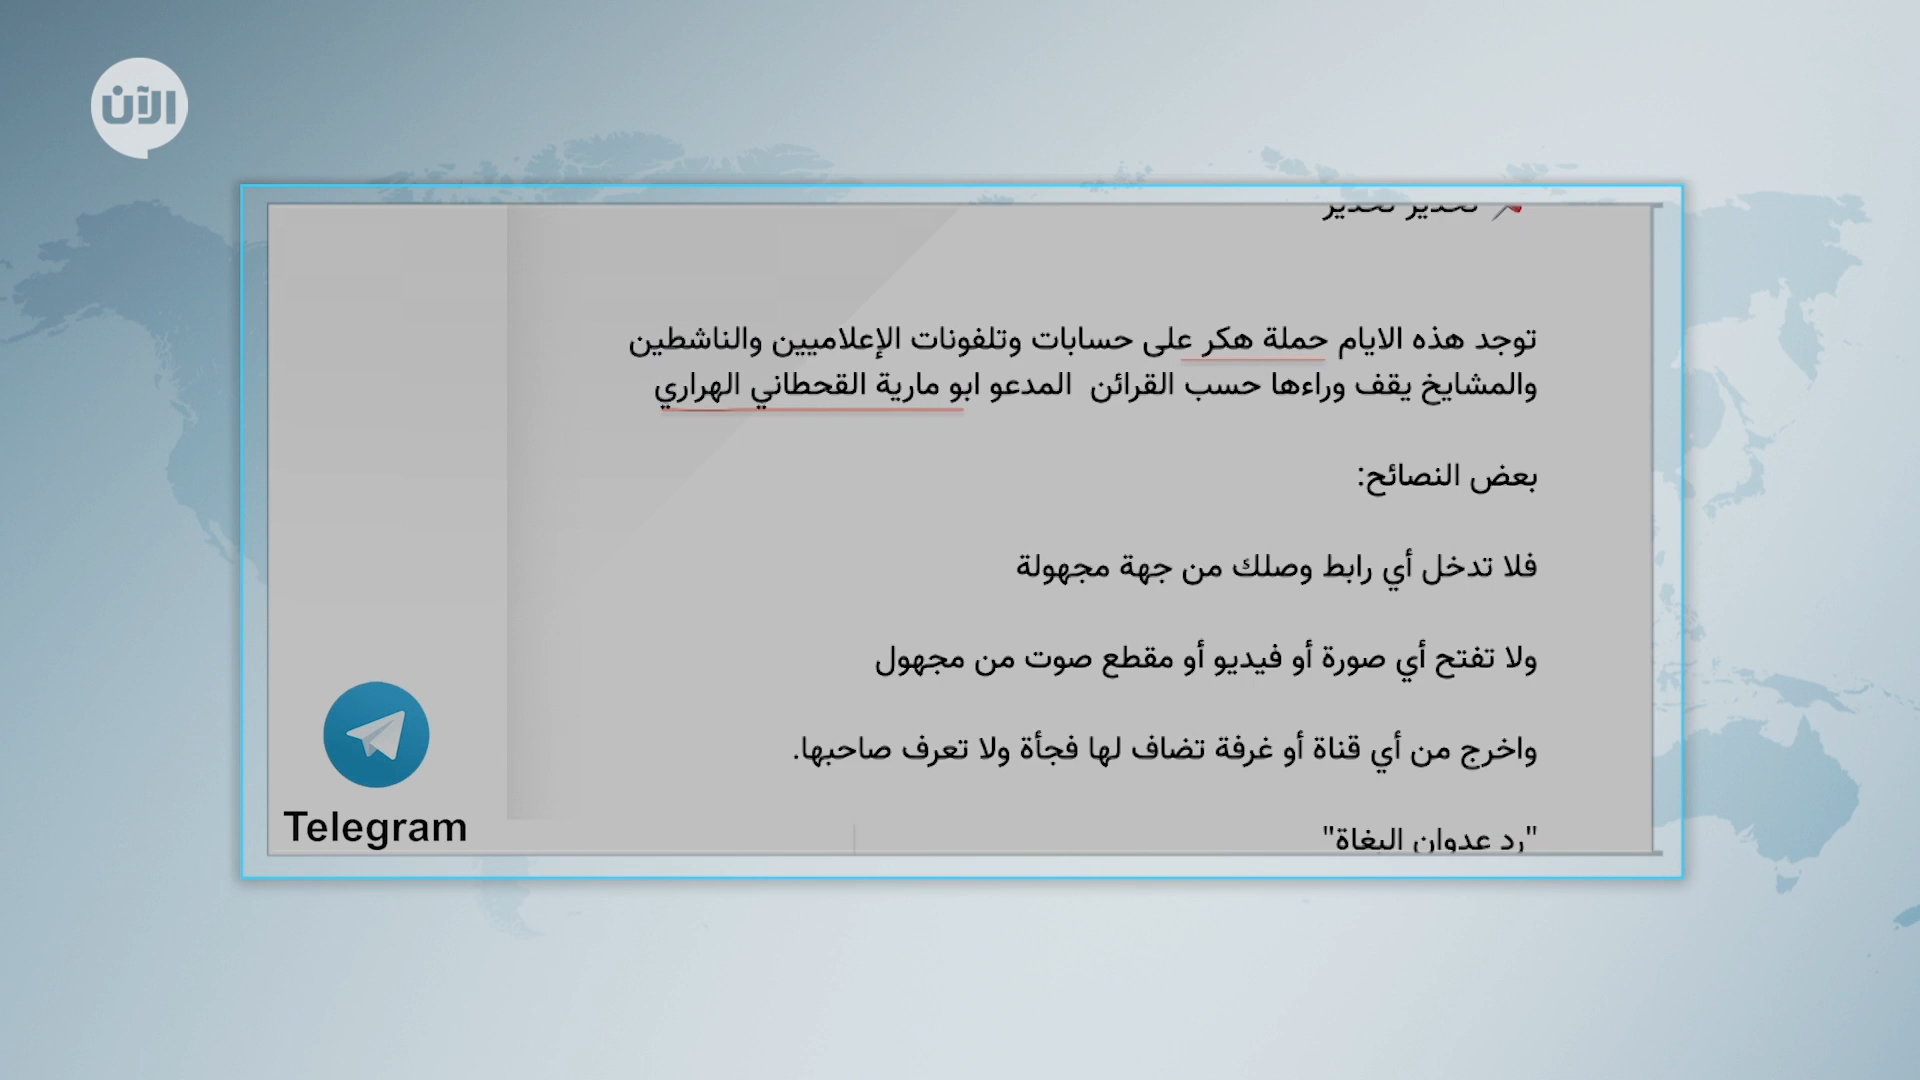 الآن
تحذير تحذير
توجد هذه الايام حملة هكر على حسابات وتلفونات الإعلاميين والناشطين
والمشايخ يقف وراءها حسب القرائن المدعو ابو مارية القحطاني الهراري
بعض النصائح:
فلا تدخل أي رابط وصلك من جهة مجهولة
ولا تفتح أي صورة أو فيديو أو مقطع صوت من مجهول
واخرج من أي قناة أو غرفة تضاف لها فجأة ولا تعرف صاحبها.
"رد عدوان البغاة"
Telegram